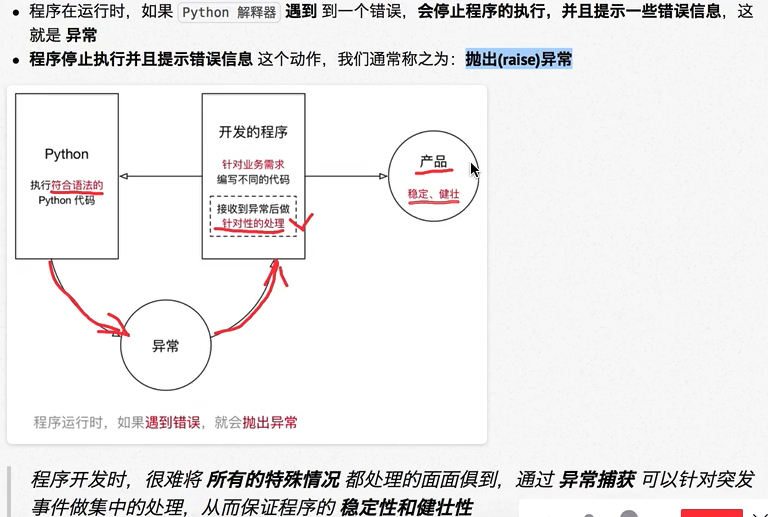 程序在运行时，如果 Python 解释器 遇到 到一个错误，会停止程序的执行，并且提示一些错误信息，这
就是 异常
程序停止执行并且提示错误信息 这个动作，我们通常称之为：抛出(raise)异常
Python
执行符合语法的
Python 代码
开发的程序
针对业务需求
编写不同的代码
接收到异常后做
针对性的处理
产品
稳定、健壮
异常
程序运行时，如果遇到错误，就会抛出异常
程序开发时，很难将 所有的特殊情况 都处理的面面俱到，通过 异常捕获 可以针对突发
事件做集中的处理，从而保证程序的 稳定性和健壮性